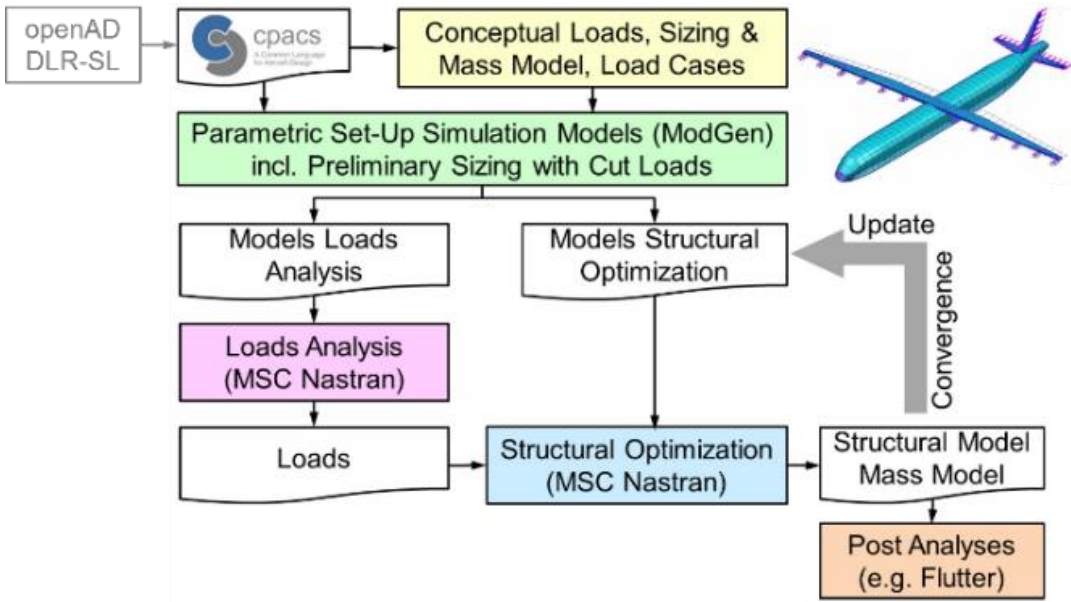 openAD
DLR-SL
cpacs
A Common Language
for Aircraft Design
Conceptual Loads, Sizing &
Mass Model, Load Cases
Parametric Set-Up Simulation Models (ModGen)
incl. Preliminary Sizing with Cut Loads
Models Loads
Analysis
Models Structural
Optimization
Update
Convergence
Loads Analysis
(MSC Nastran)
Loads
Structural Optimization
(MSC Nastran)
Structural Model
Mass Model
Post Analyses
(e.g. Flutter)